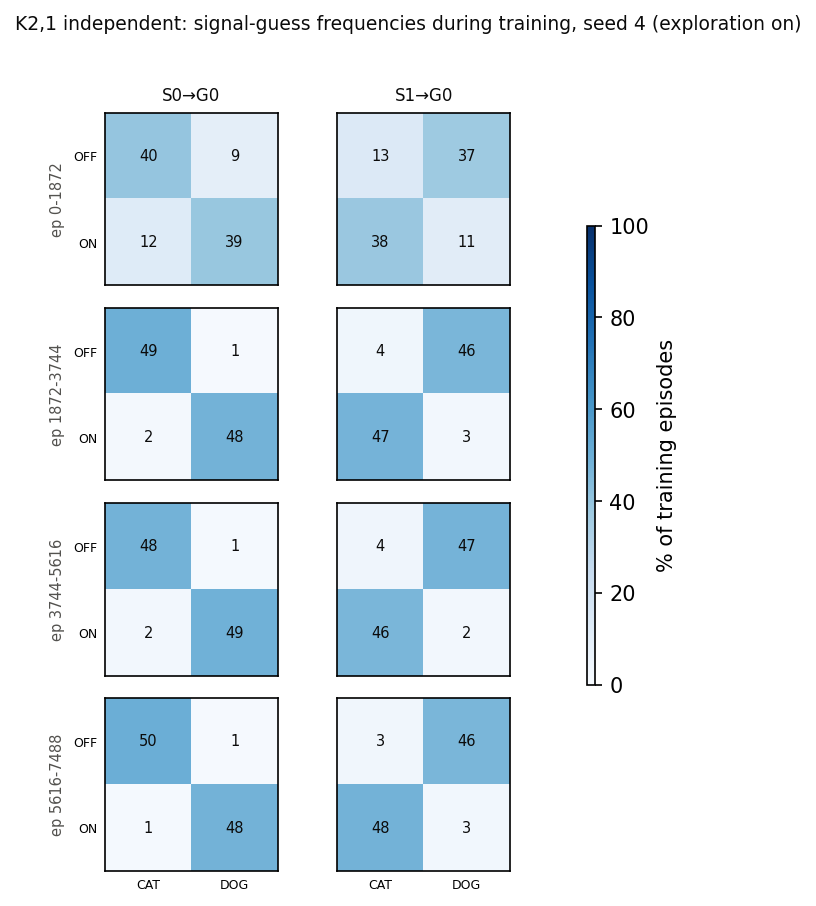 K2,1 independent: signal-guess frequencies during training, seed 4 (exploration on)
S0→G0 S1→G0
ep 0-1872
OFF 40 9 13 37
ON 12 39 38 11
ep 1872-3744
OFF 49 1 4 46
ON 2 48 47 3
ep 3744-5616
OFF 48 1 4 47
ON 2 49 46 2
ep 5616-7488
OFF 50 1 3 46
ON 1 48 48 3
CAT DOG CAT DOG
100
80
60
40
20
0
% of training episodes